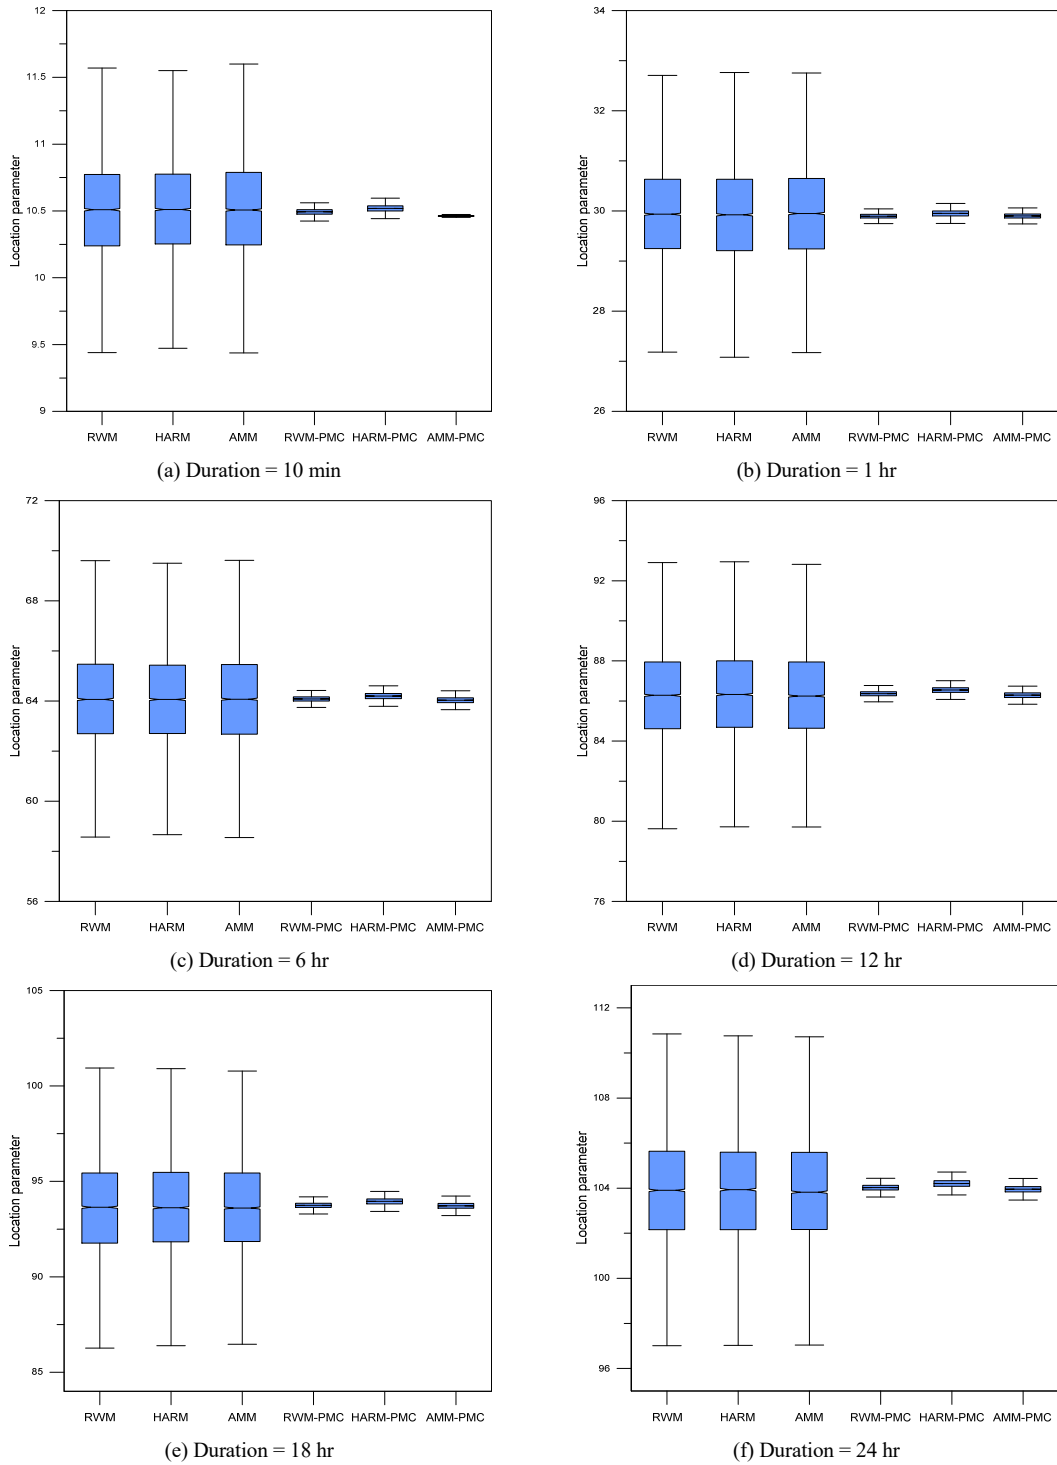 12
11.5
11
10.5
10
9.5
9
Location parameter
RWM HARM AMM RWM-PMC HARM-PMC AMM-PMC
(a) Duration = 10 min
34
32
30
28
26
Location parameter
RWM HARM AMM RWM-PMC HARM-PMC AMM-PMC
(b) Duration = 1 hr
72
68
64
60
56
Location parameter
RWM HARM AMM RWM-PMC HARM-PMC AMM-PMC
(c) Duration = 6 hr
96
92
88
84
80
76
Location parameter
RWM HARM AMM RWM-PMC HARM-PMC AMM-PMC
(d) Duration = 12 hr
105
100
95
90
85
Location parameter
RWM HARM AMM RWM-PMC HARM-PMC AMM-PMC
(e) Duration = 18 hr
112
108
104
100
96
Location parameter
RWM HARM AMM RWM-PMC HARM-PMC AMM-PMC
(f) Duration = 24 hr